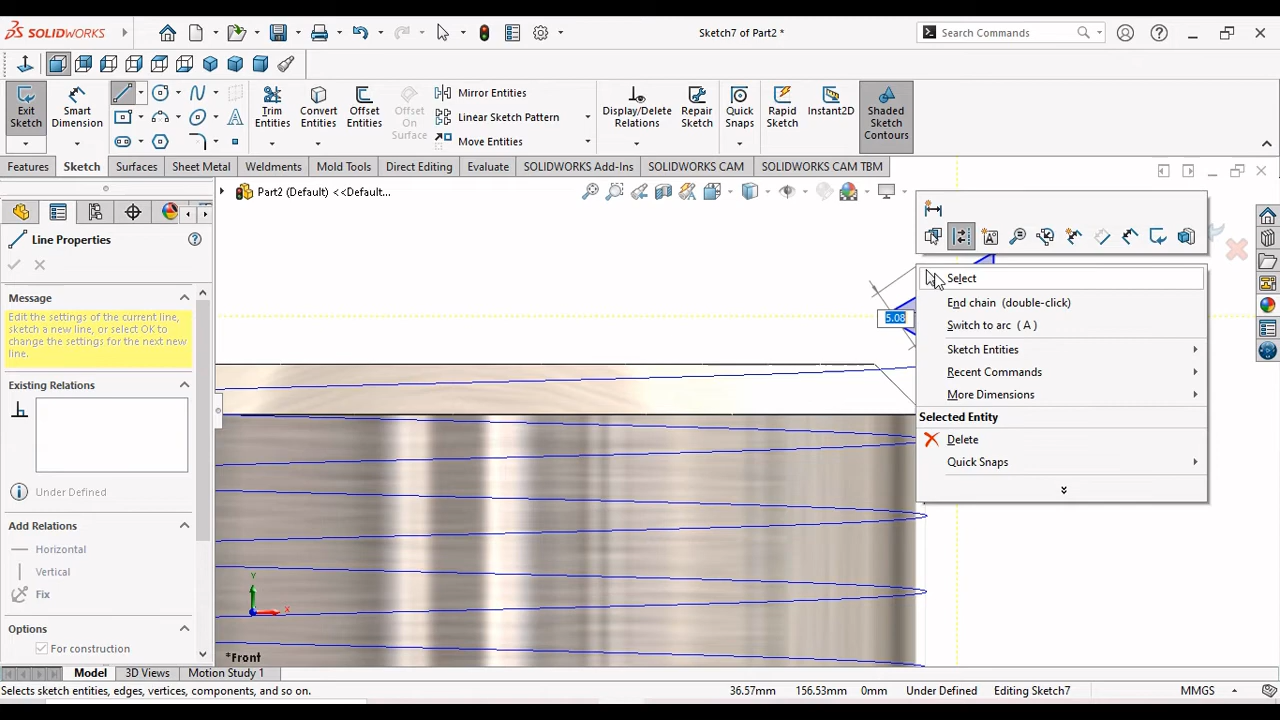 SOLIDWORKS
Sketch7 of Part2 *
Search Commands
Exit Sketch
Smart Dimension
Trim Entities
Convert Entities
Offset Entities
Offset On Surface
Mirror Entities
Linear Sketch Pattern
Move Entities
Display/Delete Relations
Repair Sketch
Quick Snaps
Rapid Sketch
Instant2D
Shaded Sketch Contours
Features Sketch Surfaces Sheet Metal Weldments Mold Tools Direct Editing Evaluate SOLIDWORKS Add-Ins SOLIDWORKS CAM SOLIDWORKS CAM TBM
Part2 (Default) <<Default...
Line Properties
Message
Edit the settings of the current line,
sketch a new line, or select OK to
change the settings for the next new
line.
Existing Relations
Under Defined
Add Relations
Horizontal
Vertical
Fix
Options
For construction
5.08
Select
End chain (double-click)
Switch to arc ( A )
Sketch Entities
Recent Commands
More Dimensions
Selected Entity
Delete
Quick Snaps
Y
X
*Front
Model 3D Views Motion Study 1
Selects sketch entities, edges, vertices, components, and so on. 36.57mm 156.53mm 0mm Under Defined Editing Sketch7 MMGS